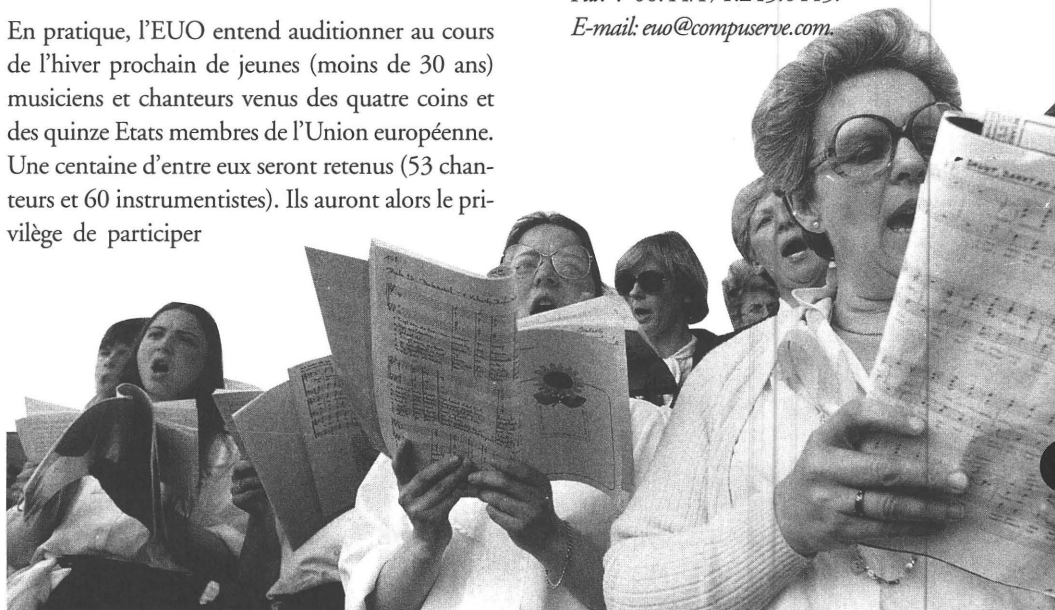 En pratique, l'EUO entend auditionner au cours
de l'hiver prochain de jeunes (moins de 30 ans)
musiciens et chanteurs venus des quatre coins et
des quinze Etats membres de l'Union européenne.
Une centaine d'entre eux seront retenus (53 chan-
teurs et 60 instrumentistes). Ils auront alors le pri-
vilège de participer
E-mail: euo@compuserve.com.